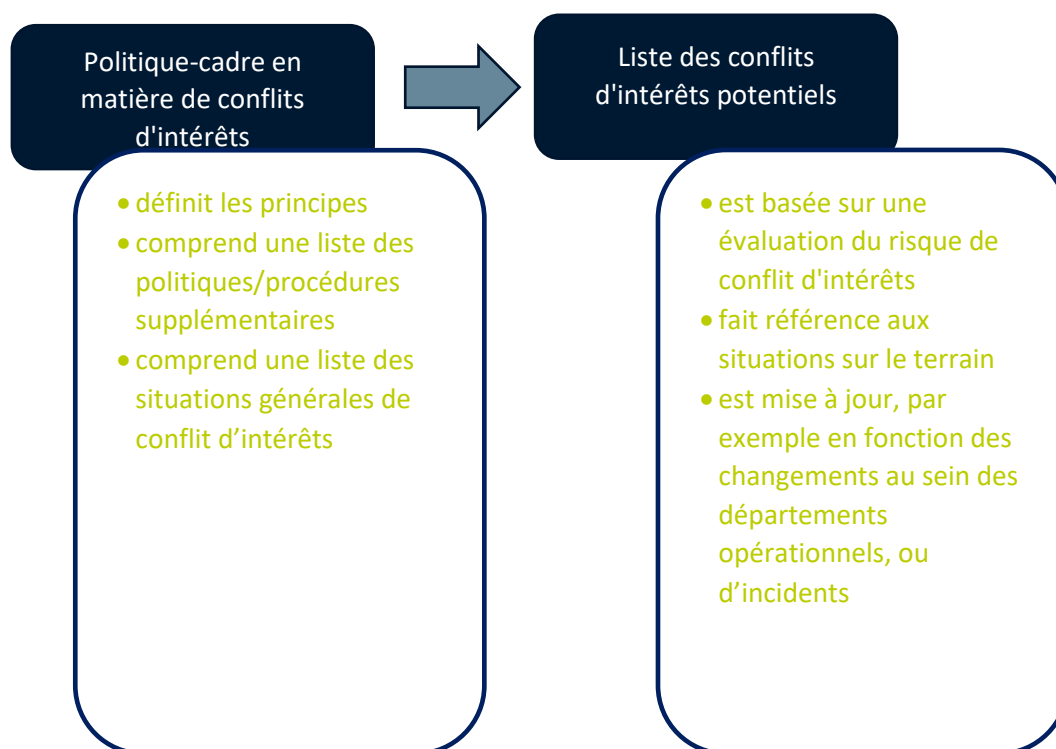 Politique-cadre en
matière de conflits
d'intérêts
• définit les principes
• comprend une liste des
politiques/procédures
supplémentaires
• comprend une liste des
situations générales de
conflit d’intérêts
Liste des conflits
d'intérêts potentiels
• est basée sur une
évaluation du risque de
conflit d'intérêts
• fait référence aux
situations sur le terrain
• est mise à jour, par
exemple en fonction des
changements au sein des
départements
opérationnels, ou
d’incidents